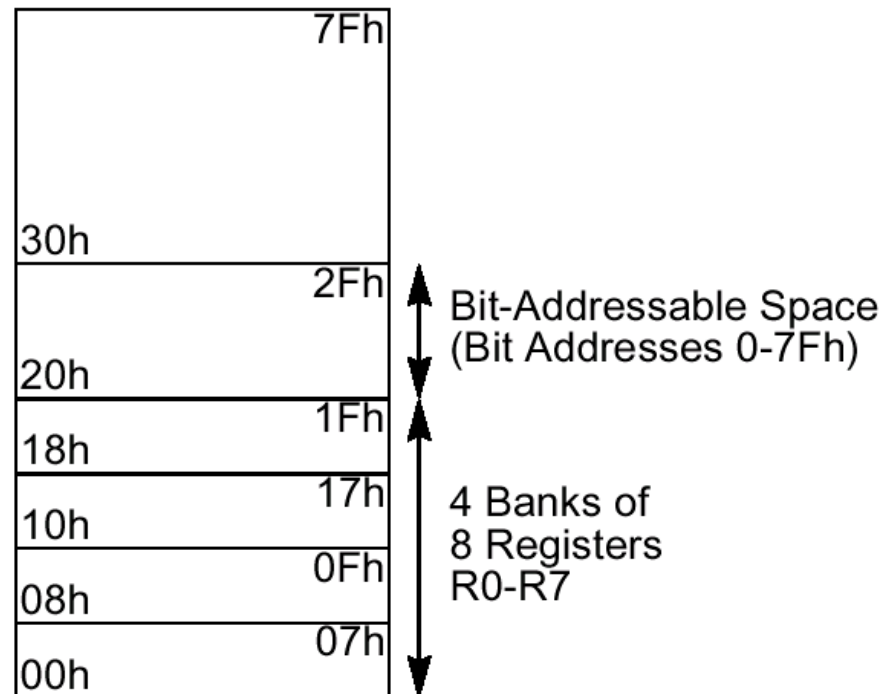 7Fh
30h
2Fh
Bit-Addressable Space
(Bit Addresses 0-7Fh)
20h
1Fh
18h
17h
4 Banks of
10h
8 Registers
0Fh
R0-R7
08h
07h
00h